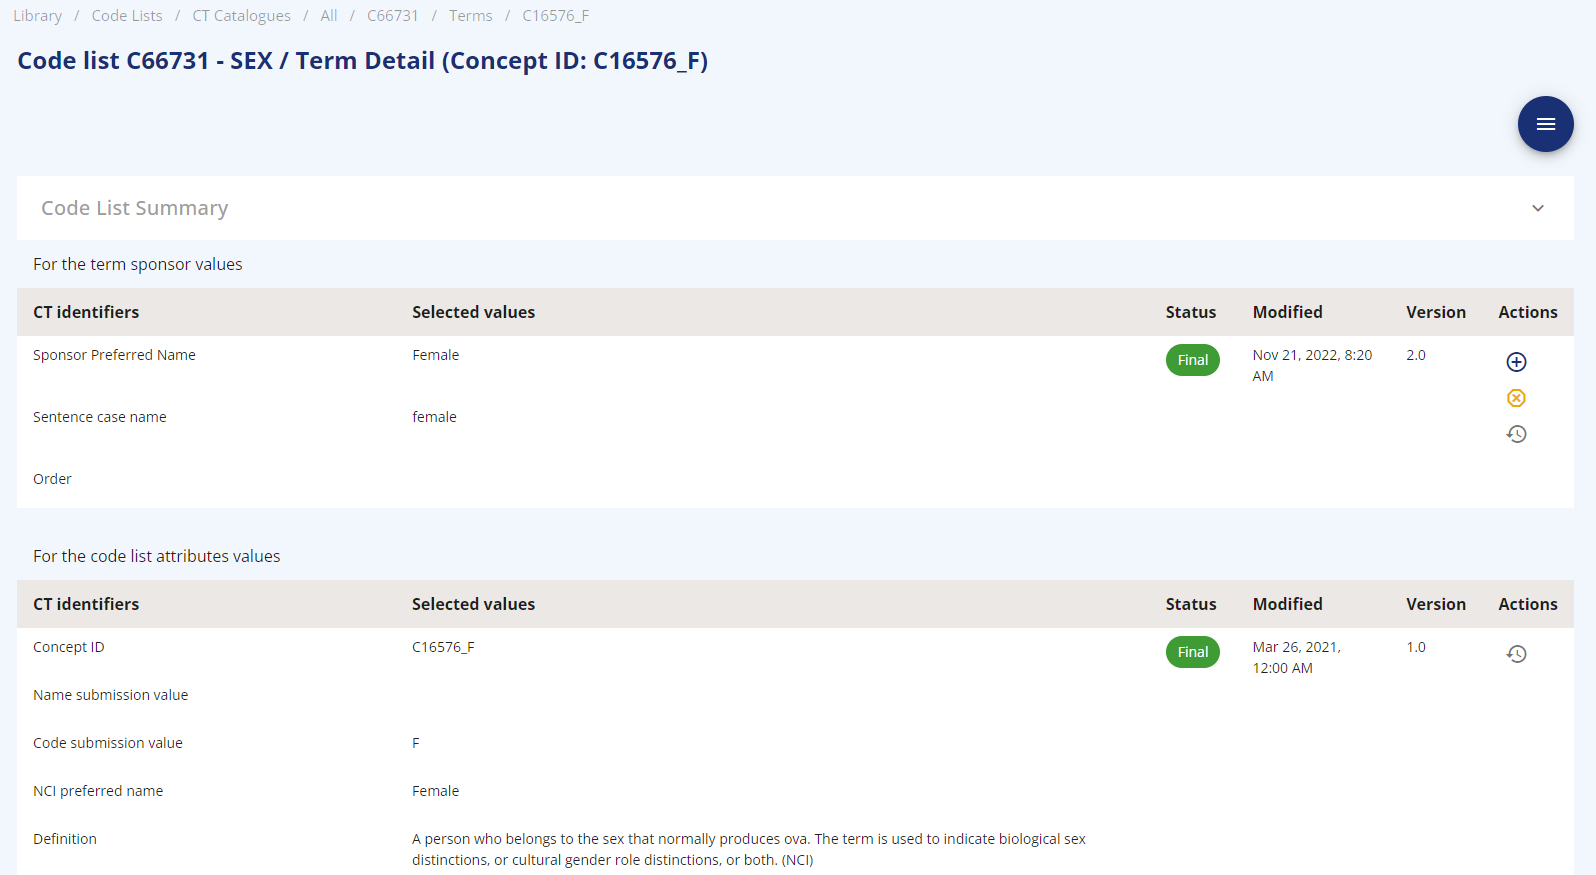 Library / Code Lists / CT Catalogues / All / C66731 / Terms / C16576_F
Code list C66731 - SEX / Term Detail (Concept ID: C16576_F)
Code List Summary
For the term sponsor values
CT identifiers Selected values Status Modified Version Actions
Sponsor Preferred Name Female Final Nov 21, 2022, 8:20 2.0
AM
Sentence case name female
Order
For the code list attributes values
CT identifiers Selected values Status Modified Version Actions
Concept ID C16576_F Final Mar 26, 2021, 1.0
12:00 AM
Name submission value
Code submission value F
NCI preferred name Female
Definition A person who belongs to the sex that normally produces ova. The term is used to indicate biological sex
distinctions, or cultural gender role distinctions, or both. (NCI)